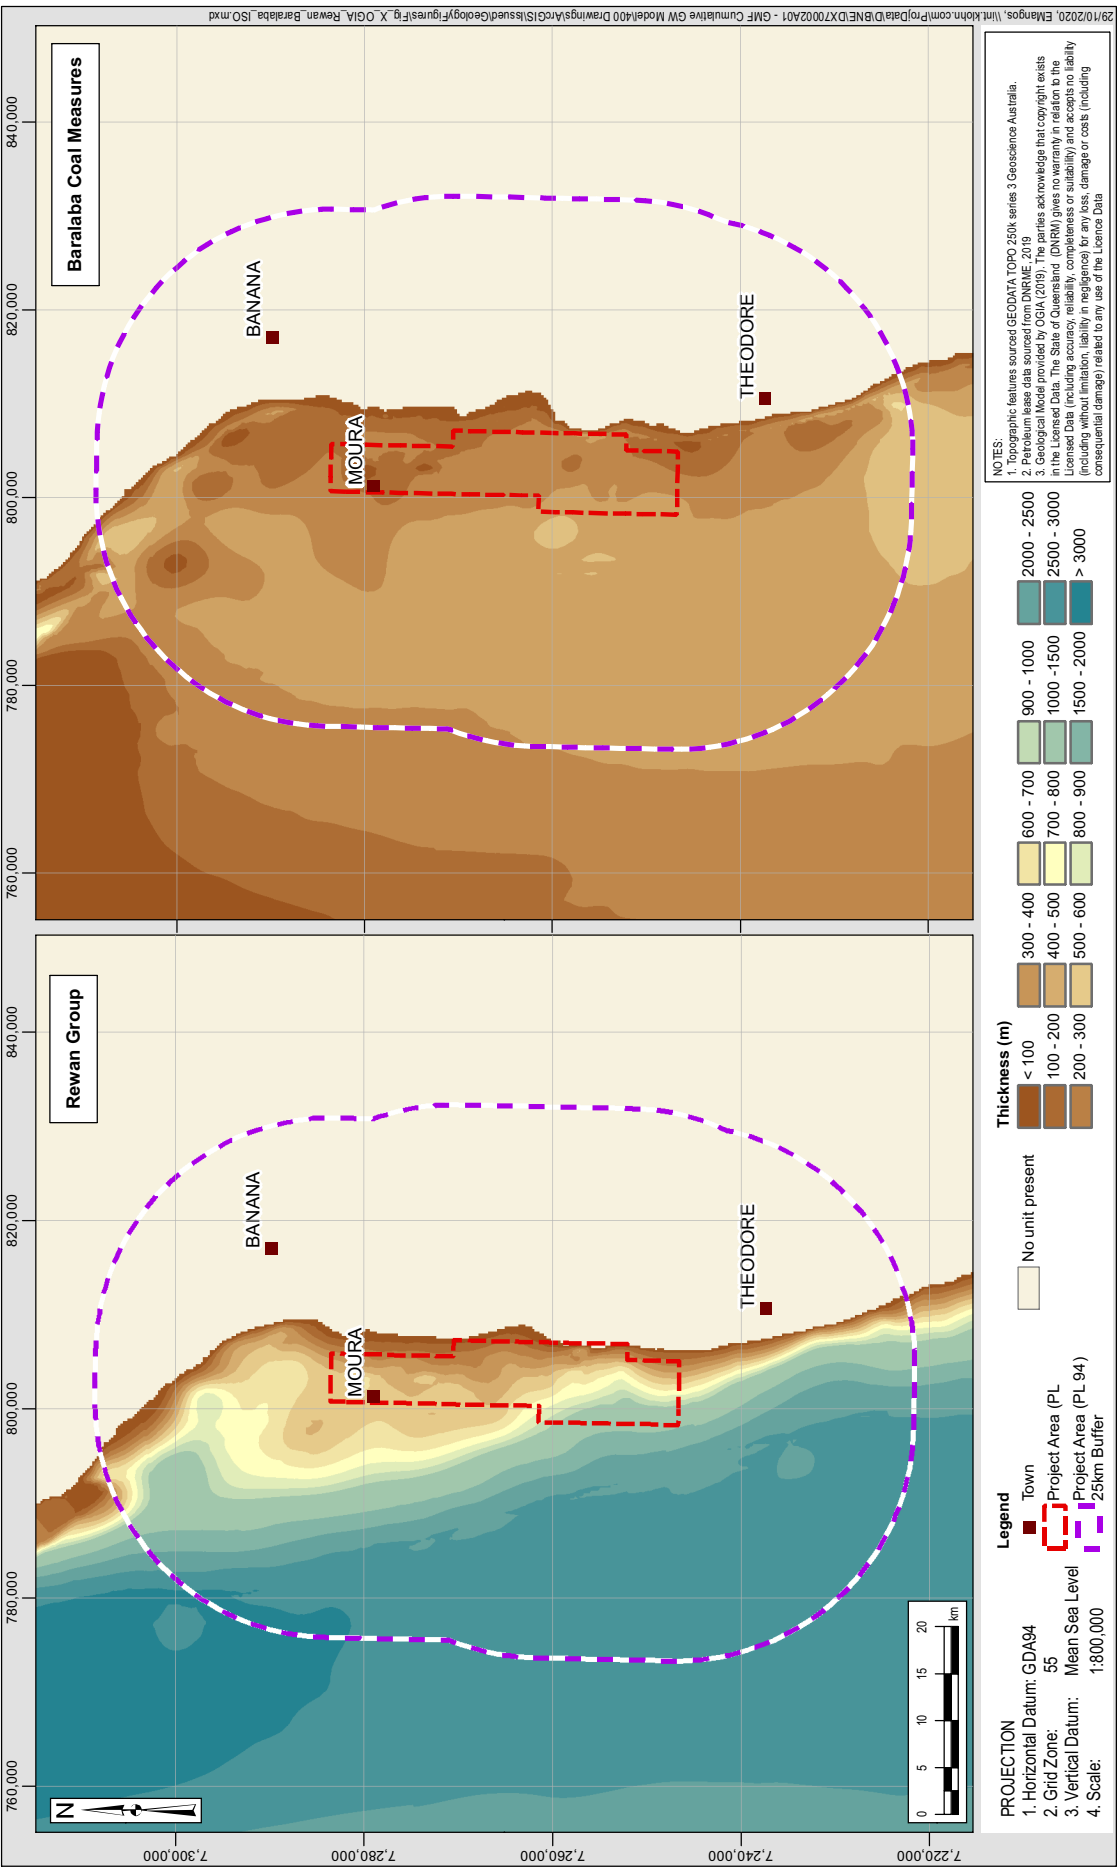 Rewan Group
Baralaba Coal Measures
760,000
780,000
800,000
820,000
840,000
760,000
780,000
800,000
820,000
840,000
7,300,000
7,280,000
7,260,000
7,240,000
7,220,000
N
BANANA
MOURA
THEODORE
BANANA
MOURA
THEODORE
0 5 10 15 20
km
PROJECTION
1. Horizontal Datum: GDA94
2. Grid Zone: 55
3. Vertical Datum: Mean Sea Level
4. Scale: 1:800,000
Legend
Town
Project Area (PL
Project Area (PL 94 )
25km Buffer
No unit present
Thickness (m)
< 100
100 - 200
200 - 300
300 - 400
400 - 500
500 - 600
600 - 700
700 - 800
800 - 900
900 - 1000
1000 -1500
1500 - 2000
2000 - 2500
2500 - 3000
> 3000
NOTES:
1. Topographic features sourced GEODATA TOPO 250k series 3 Geoscience Australia.
2. Petroleum lease data sourced from DNRME, 2019
3. Geological Model provided by OGIA (2019). The parties acknowledge that copyright exists
in the Licensed Data. The State of Queensland (DNRM) gives no warranty in relation to the
Licensed Data (including accuracy, reliability, completeness or suitability) and accepts no liability
(including without limitation, liability in negligence) for any loss, damage or costs (including
consequential damage) related to any use of the Licence Data
29/10/2020, EMangos, \\int.klohn.com\ProjData\D\BNE\DX70002A01 - GMF Cumulative GW Model\400 Drawings\ArcGIS\Issued\Geology\Figures\Fig_X_OGIA_Rewan_Baralaba_ISO.mxd